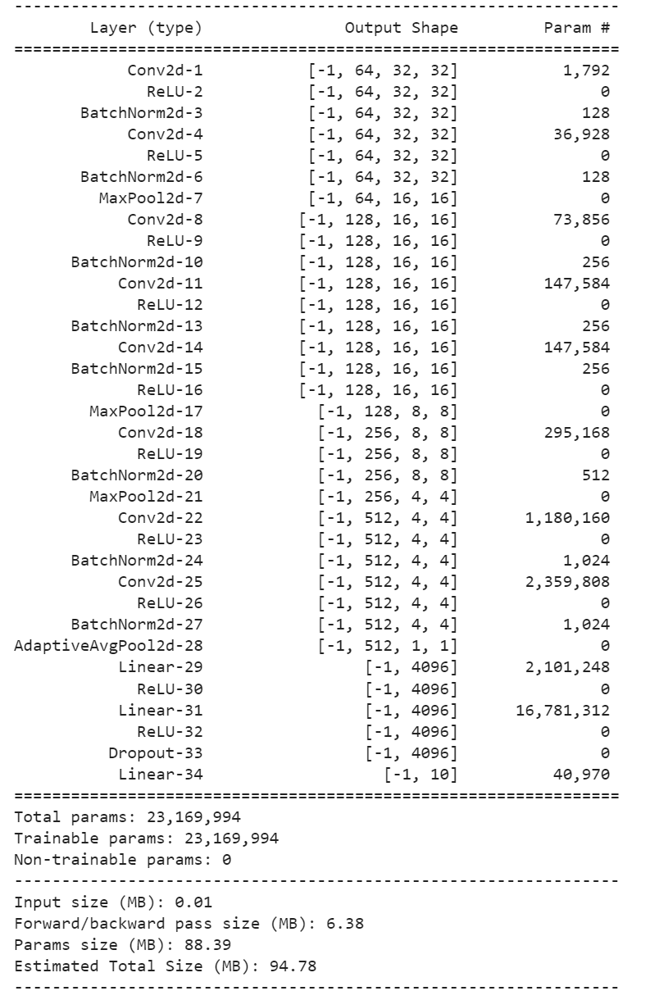 ----------------------------------------------------------------
Layer (type) Output Shape Param #
================================================================
Conv2d-1 [-1, 64, 32, 32] 1,792
ReLU-2 [-1, 64, 32, 32] 0
BatchNorm2d-3 [-1, 64, 32, 32] 128
Conv2d-4 [-1, 64, 32, 32] 36,928
ReLU-5 [-1, 64, 32, 32] 0
BatchNorm2d-6 [-1, 64, 32, 32] 128
MaxPool2d-7 [-1, 64, 16, 16] 0
Conv2d-8 [-1, 128, 16, 16] 73,856
ReLU-9 [-1, 128, 16, 16] 0
BatchNorm2d-10 [-1, 128, 16, 16] 256
Conv2d-11 [-1, 128, 16, 16] 147,584
ReLU-12 [-1, 128, 16, 16] 0
BatchNorm2d-13 [-1, 128, 16, 16] 256
Conv2d-14 [-1, 128, 16, 16] 147,584
BatchNorm2d-15 [-1, 128, 16, 16] 256
ReLU-16 [-1, 128, 16, 16] 0
MaxPool2d-17 [-1, 128, 8, 8] 0
Conv2d-18 [-1, 256, 8, 8] 295,168
ReLU-19 [-1, 256, 8, 8] 0
BatchNorm2d-20 [-1, 256, 8, 8] 512
MaxPool2d-21 [-1, 256, 4, 4] 0
Conv2d-22 [-1, 512, 4, 4] 1,180,160
ReLU-23 [-1, 512, 4, 4] 0
BatchNorm2d-24 [-1, 512, 4, 4] 1,024
Conv2d-25 [-1, 512, 4, 4] 2,359,808
ReLU-26 [-1, 512, 4, 4] 0
BatchNorm2d-27 [-1, 512, 4, 4] 1,024
AdaptiveAvgPool2d-28 [-1, 512, 1, 1] 0
Linear-29 [-1, 4096] 2,101,248
ReLU-30 [-1, 4096] 0
Linear-31 [-1, 4096] 16,781,312
ReLU-32 [-1, 4096] 0
Dropout-33 [-1, 4096] 0
Linear-34 [-1, 10] 40,970
================================================================
Total params: 23,169,994
Trainable params: 23,169,994
Non-trainable params: 0
----------------------------------------------------------------
Input size (MB): 0.01
Forward/backward pass size (MB): 6.38
Params size (MB): 88.39
Estimated Total Size (MB): 94.78
----------------------------------------------------------------